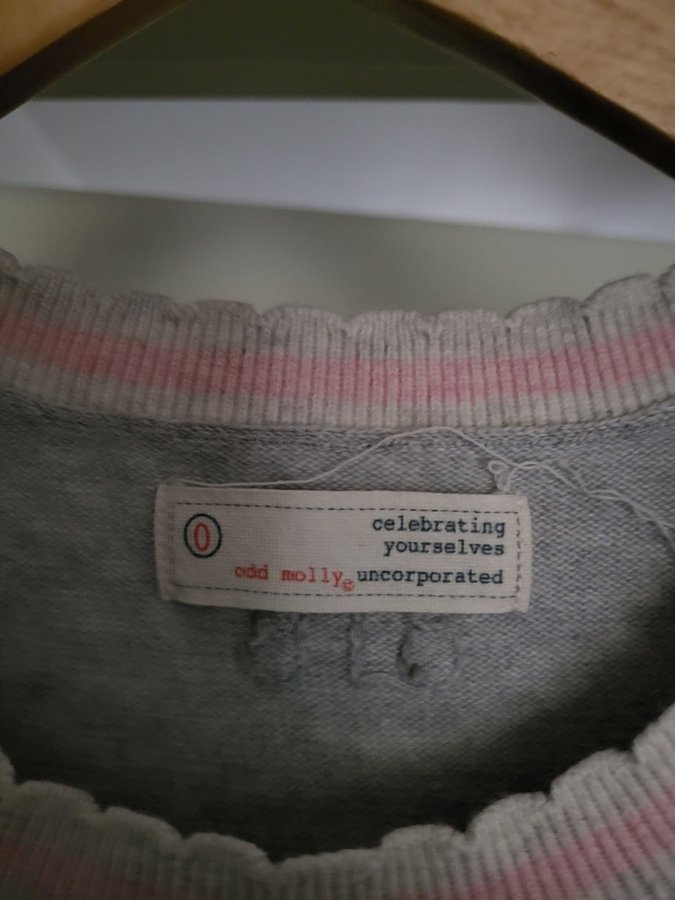 0
celebrating
yourselves
odd molly© uncorporated